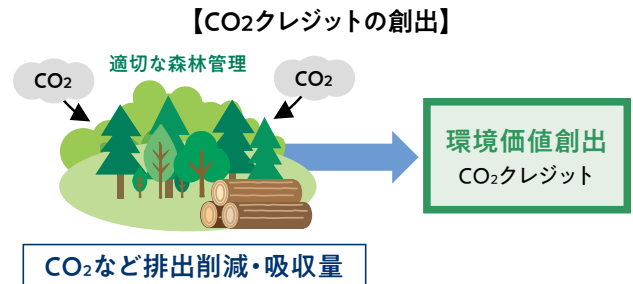 【CO2クレジットの創出】
適切な森林管理
CO2
CO2
環境価値創出
CO2クレジット
CO2など排出削減・吸収量